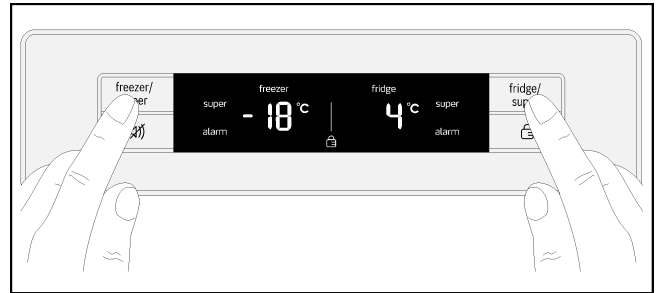 freezer/
fridge/
freezer
fridge
super
-18°C
4°C
super
alarm
alarm